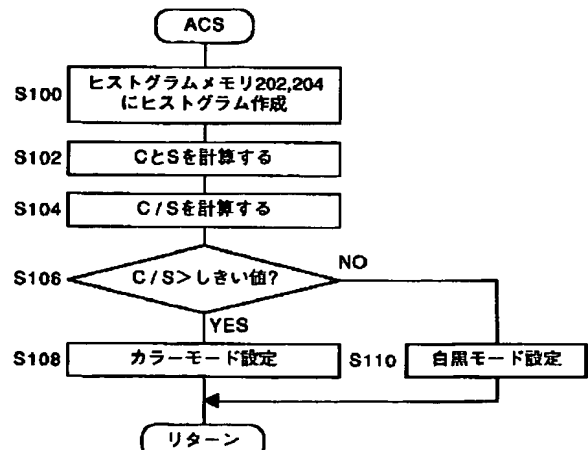 ACS
S100
ヒストグラムメモリ202,204
にヒストグラム作成
S102
CとSを計算する
S104
C/Sを計算する
S106
C/S>しきい値?
NO
YES
S108
カラーモード設定
S110
白黒モード設定
リターン